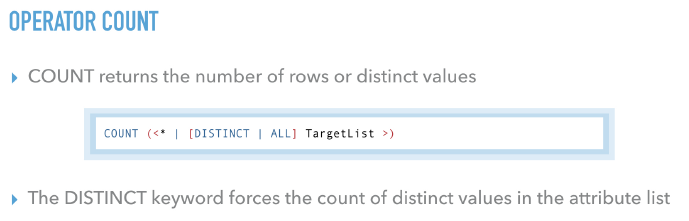 OPERATOR COUNT
▸ COUNT returns the number of rows or distinct values
COUNT (<* | [DISTINCT | ALL] TargetList >)
▸ The DISTINCT keyword forces the count of distinct values in the attribute list